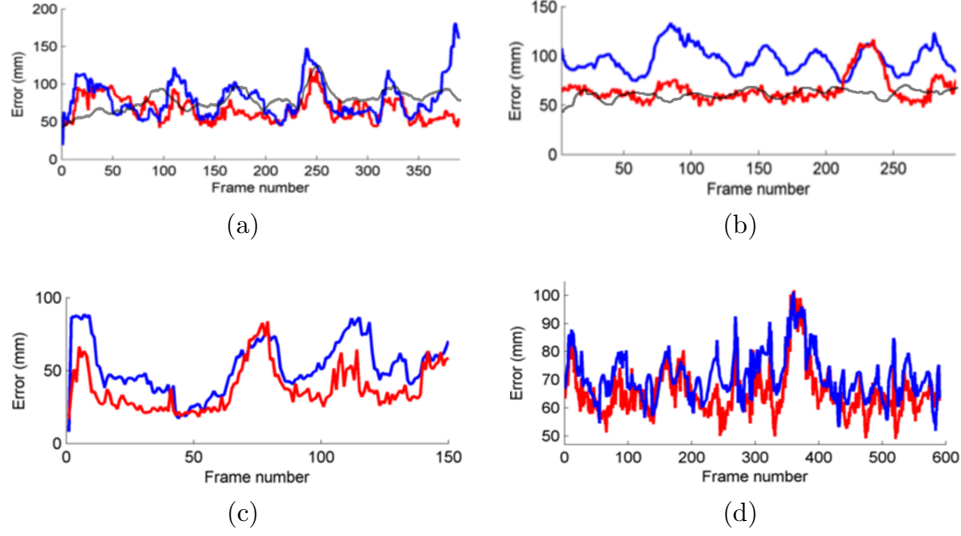 200
150
100
50
0
Error (mm)
0 50 100 150 200 250 300 350
Frame number
(a)
150
100
50
0
Error (mm)
50 100 150 200 250
Frame number
(b)
100
50
0
Error (mm)
0 50 100 150
Frame number
(c)
100
90
80
70
60
50
Error (mm)
0 100 200 300 400 500 600
Frame number
(d)